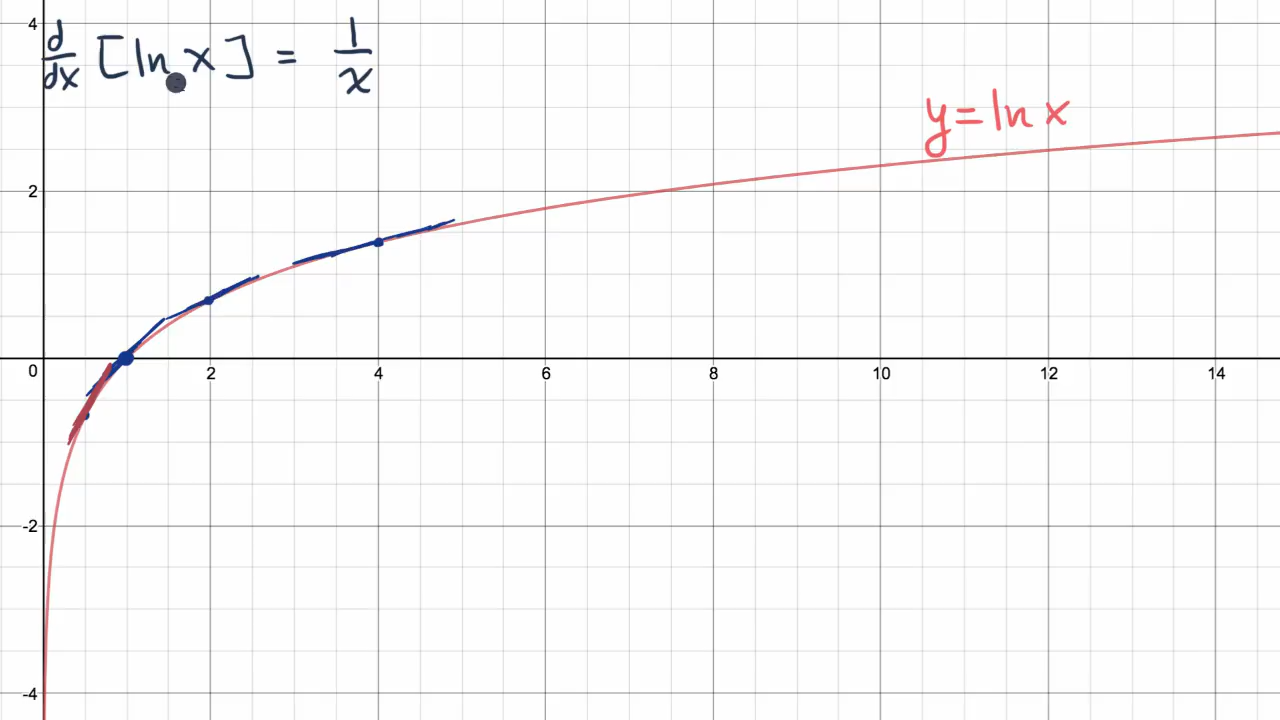 4
d/dx [ln x] = 1/x
y = ln x
2
0 2 4 6 8 10 12 14
-2
-4